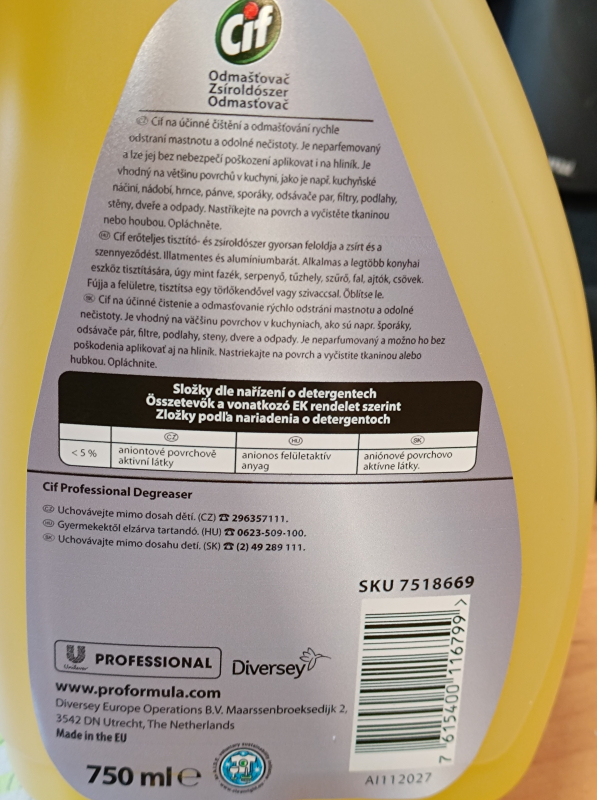 Cif
Odmašťovač
Zsíroldószer
Odmasťovač
CZ Cif na účinné čištění a odmašťování rychle
odstraní mastnotu a odolné nečistoty. Je neparfemovaný
a lze jej bez nebezpečí poškození aplikovat i na hliník. Je
vhodný na většinu povrchů v kuchyni, jako je např. kuchyňské
náčiní, nádobí, hrnce, pánve, sporáky, odsávače par, filtry, podlahy,
stěny, dveře a odpady. Nastříkejte na povrch a vyčistěte tkaninou
nebo houbou. Opláchněte.
HU Cif erőteljes tisztító- és zsíroldószer gyorsan feloldja a zsírt és a
szennyeződést. Illatmentes és alumíniumbarát. Alkalmas a legtöbb konyhai
eszköz tisztítására, úgy mint fazék, serpenyő, tűzhely, szűrő, fal, ajtók, csövek.
Fújja a felületre, tisztítsa egy törlőkendővel vagy szivaccsal. Öblítse le.
SK Cif na účinné čistenie a odmasťovanie rýchlo odstráni mastnotu a odolné
nečistoty. Je vhodný na väčšinu povrchov v kuchyniach, ako sú napr. šporáky,
odsávače pár, filtre, podlahy, steny, dvere a odpady. Je neparfumovaný a možno ho bez
poškodenia aplikovať aj na hliník. Nastriekajte na povrch a vyčistite tkaninou alebo
hubkou. Opláchnite.
Složky dle nařízení o detergentech
Összetevők a vonatkozó EK rendelet szerint
Zložky podľa nariadenia o detergentoch
CZ HU SK
< 5 % aniontové povrchově anionos felületaktív aniónové povrchovo
aktivní látky anyag aktívne látky.
Cif Professional Degreaser
CZ Uchovávejte mimo dosah dětí. (CZ) ☎ 296357111.
HU Gyermekektől elzárva tartandó. (HU) ☎ 0623-509-100.
SK Uchovávajte mimo dosahu detí. (SK) ☎ (2) 49 289 111.
SKU 7518669
7 615400 116799 >
Unilever PROFESSIONAL
Diversey
www.proformula.com
Diversey Europe Operations B.V. Maarssenbroeksedijk 2,
3542 DN Utrecht, The Netherlands
Made in the EU
750 ml e
AI112027